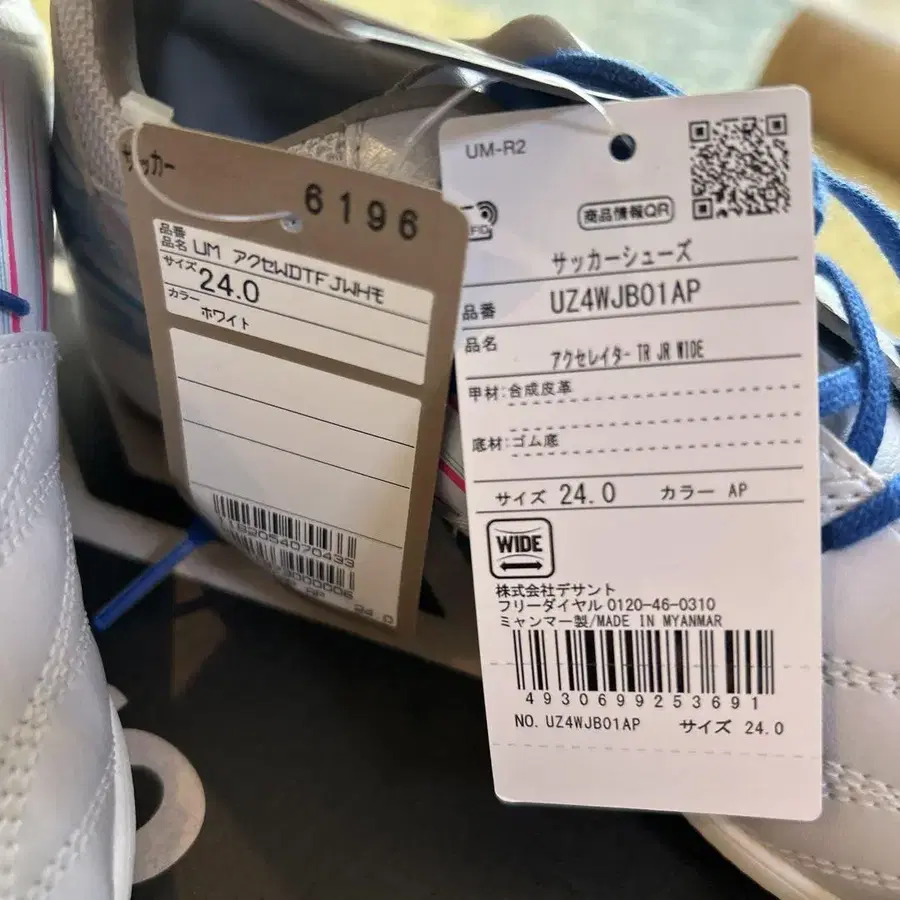 サッカー
6196
品番
品名 UM アクセWDTFJWHモ
サイズ 24.0
カラー ホワイト
AP 24.0
UM-R2
商品情報QR
サッカーシューズ
品番 UZ4WJB01AP
品名 アクセレイター TR JR WIDE
甲材:合成皮革
底材:ゴム底
サイズ 24.0 カラー AP
WIDE
株式会社デサント
フリーダイヤル 0120-46-0310
ミャンマー製/MADE IN MYANMAR
4930699253691
NO. UZ4WJB01AP サイズ 24.0